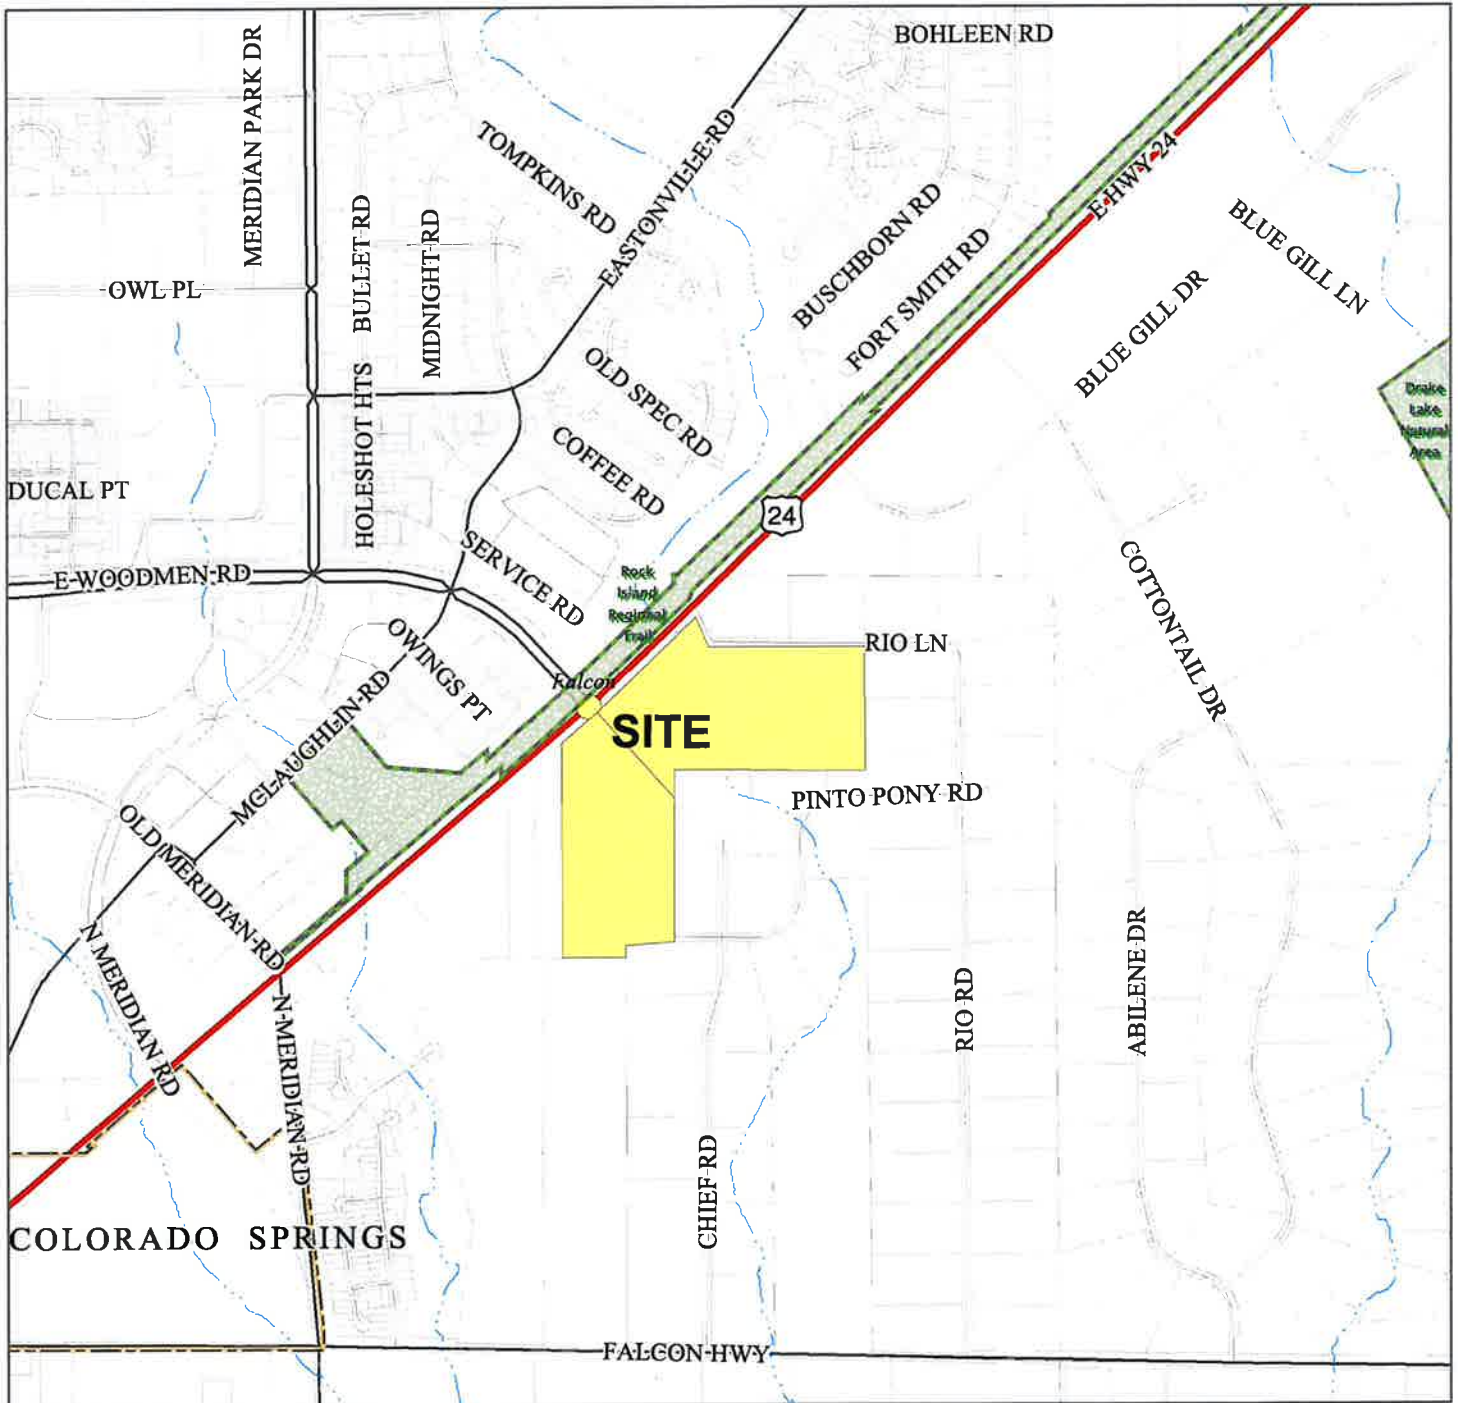 BOHLEEN RD
MERIDIAN PARK DR
TOMPKINS RD
EASTONVILLE RD
E HWY 24
BULLET RD
MIDNIGHT RD
BUSCHBORN RD
FORT SMITH RD
BLUE GILL LN
BLUE GILL DR
OWL PL
HOLESHOT HTS
OLD SPEC RD
COFFEE RD
Drake
Lake
Natural
Area
DUCAL PT
24
E WOODMEN RD
SERVICE RD
Rock
Island
Regional
Trail
COTTONTAIL DR
OWINGS PT
RIO LN
Falcon
SITE
MCLAUGHLIN RD
PINTO PONY RD
OLD MERIDIAN RD
N MERIDIAN RD
N MERIDIAN RD
RIO RD
ABILENE DR
CHIEF RD
COLORADO SPRINGS
FALCON HWY